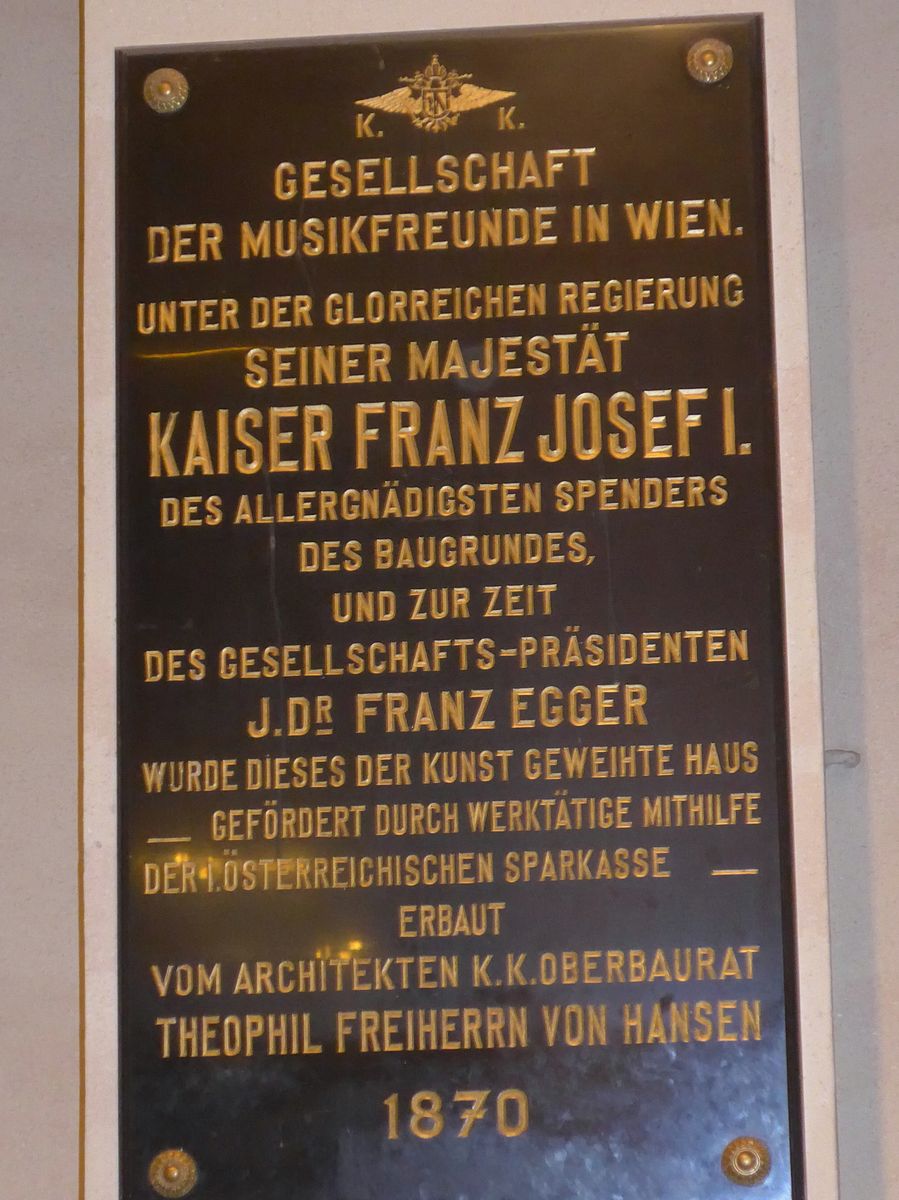 K. K.
GESELLSCHAFT
DER MUSIKFREUNDE IN WIEN.
UNTER DER GLORREICHEN REGIERUNG
SEINER MAJESTÄT
KAISER FRANZ JOSEF I.
DES ALLERGNÄDIGSTEN SPENDERS
DES BAUGRUNDES,
UND ZUR ZEIT
DES GESELLSCHAFTS-PRÄSIDENTEN
J.DR FRANZ EGGER
WURDE DIESES DER KUNST GEWEIHTE HAUS
— GEFÖRDERT DURCH WERKTÄTIGE MITHILFE
DER I.ÖSTERREICHISCHEN SPARKASSE —
ERBAUT
VOM ARCHITEKTEN K.K.OBERBAURAT
THEOPHIL FREIHERRN VON HANSEN
1870